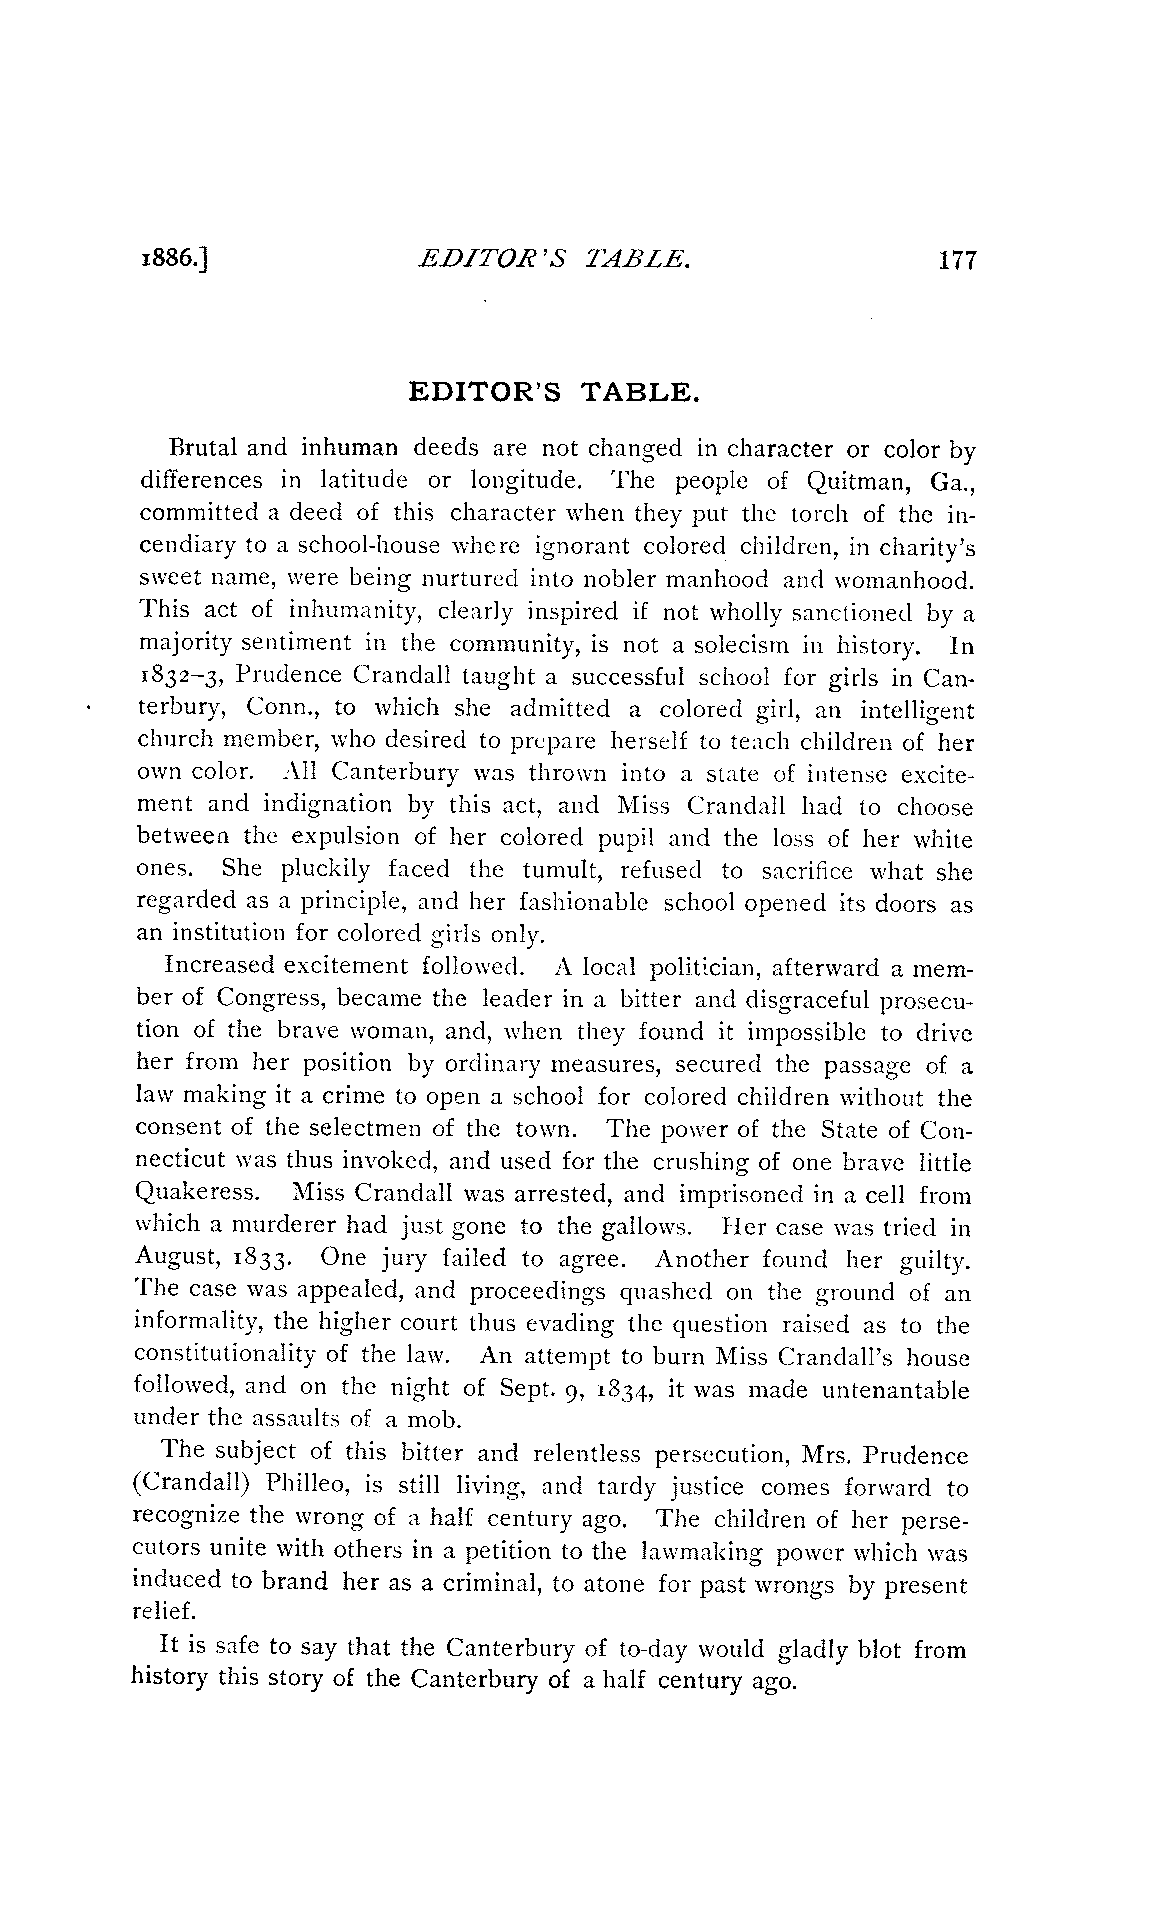 1886.] EDITOR'S TABLE. 177
EDITOR'S TABLE.
Brutal and inhuman deeds are not changed in character or color by
differences in latitude or longitude. The people of Quitman, Ga.,
committed a deed of this character when they put the torch of the in-
cendiary to a school-house where ignorant colored children, in charity's
sweet name, were being nurtured into nobler manhood and womanhood.
This act of inhumanity, clearly inspired if not wholly sanctioned by a
majority sentiment in the community, is not a solecism in history. In
1832–3, Prudence Crandall taught a successful school for girls in Can-
terbury, Conn., to which she admitted a colored girl, an intelligent
church member, who desired to prepare herself to teach children of her
own color. All Canterbury was thrown into a state of intense excite-
ment and indignation by this act, and Miss Crandall had to choose
between the expulsion of her colored pupil and the loss of her white
ones. She pluckily faced the tumult, refused to sacrifice what she
regarded as a principle, and her fashionable school opened its doors as
an institution for colored girls only.
Increased excitement followed. A local politician, afterward a mem-
ber of Congress, became the leader in a bitter and disgraceful prosecu-
tion of the brave woman, and, when they found it impossible to drive
her from her position by ordinary measures, secured the passage of a
law making it a crime to open a school for colored children without the
consent of the selectmen of the town. The power of the State of Con-
necticut was thus invoked, and used for the crushing of one brave little
Quakeress. Miss Crandall was arrested, and imprisoned in a cell from
which a murderer had just gone to the gallows. Her case was tried in
August, 1833. One jury failed to agree. Another found her guilty.
The case was appealed, and proceedings quashed on the ground of an
informality, the higher court thus evading the question raised as to the
constitutionality of the law. An attempt to burn Miss Crandall's house
followed, and on the night of Sept. 9, 1834, it was made untenantable
under the assaults of a mob.
The subject of this bitter and relentless persecution, Mrs. Prudence
(Crandall) Philleo, is still living, and tardy justice comes forward to
recognize the wrong of a half century ago. The children of her perse-
cutors unite with others in a petition to the lawmaking power which was
induced to brand her as a criminal, to atone for past wrongs by present
relief.
It is safe to say that the Canterbury of to-day would gladly blot from
history this story of the Canterbury of a half century ago.